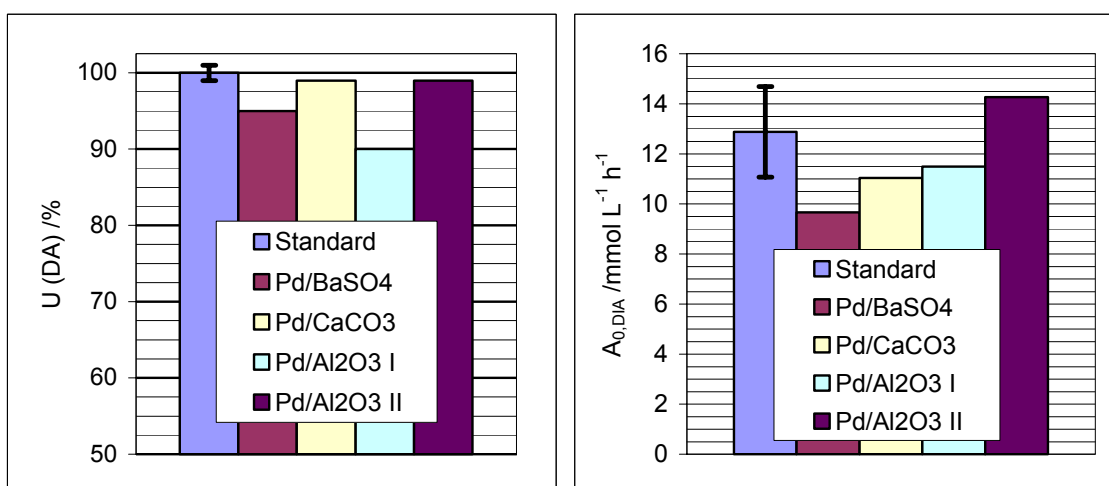 U (DA) /%
100
90
80
70
60
50
Standard
Pd/BaSO4
Pd/CaCO3
Pd/Al2O3 I
Pd/Al2O3 II
A0,DIA /mmol L-1 h-1
16
14
12
10
8
6
4
2
0
Standard
Pd/BaSO4
Pd/CaCO3
Pd/Al2O3 I
Pd/Al2O3 II